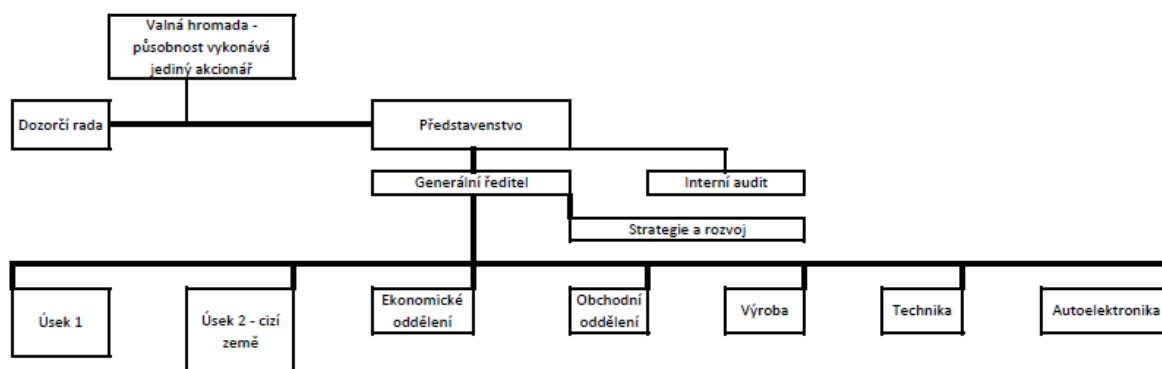 Valná hromada -
působnost vykonává
jediný akcionář
Dozorčí rada
Představenstvo
Generální ředitel
Interní audit
Strategie a rozvoj
Úsek 1
Úsek 2 - cizí
země
Ekonomické
oddělení
Obchodní
oddělení
Výroba
Technika
Autoelektronika